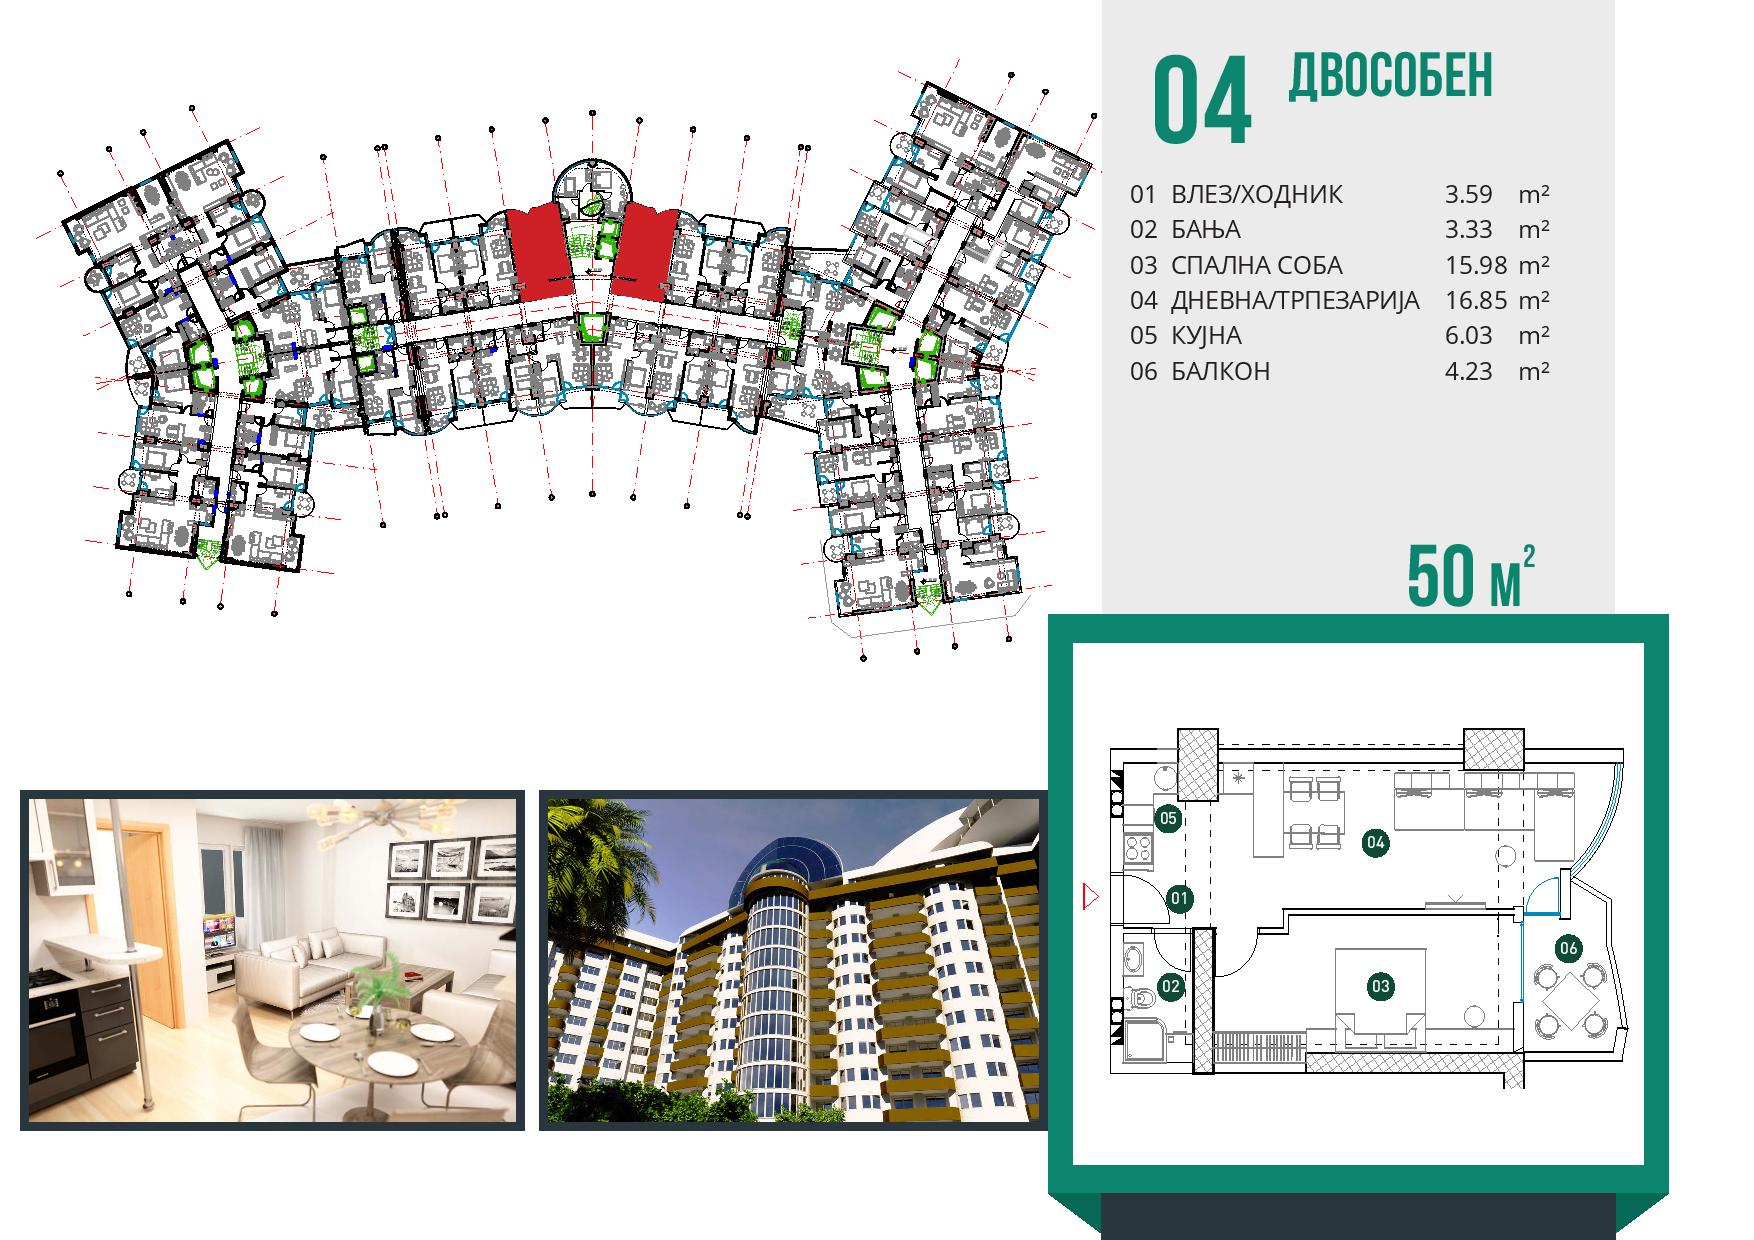 04 ДВОСОБЕН
01 ВЛЕЗ/ХОДНИК 3.59 m²
02 БАЊА 3.33 m²
03 СПАЛНА СОБА 15.98 m²
04 ДНЕВНА/ТРПЕЗАРИЈА 16.85 m²
05 КУЈНА 6.03 m²
06 БАЛКОН 4.23 m²
50 м²
05
04
01
06
02
03